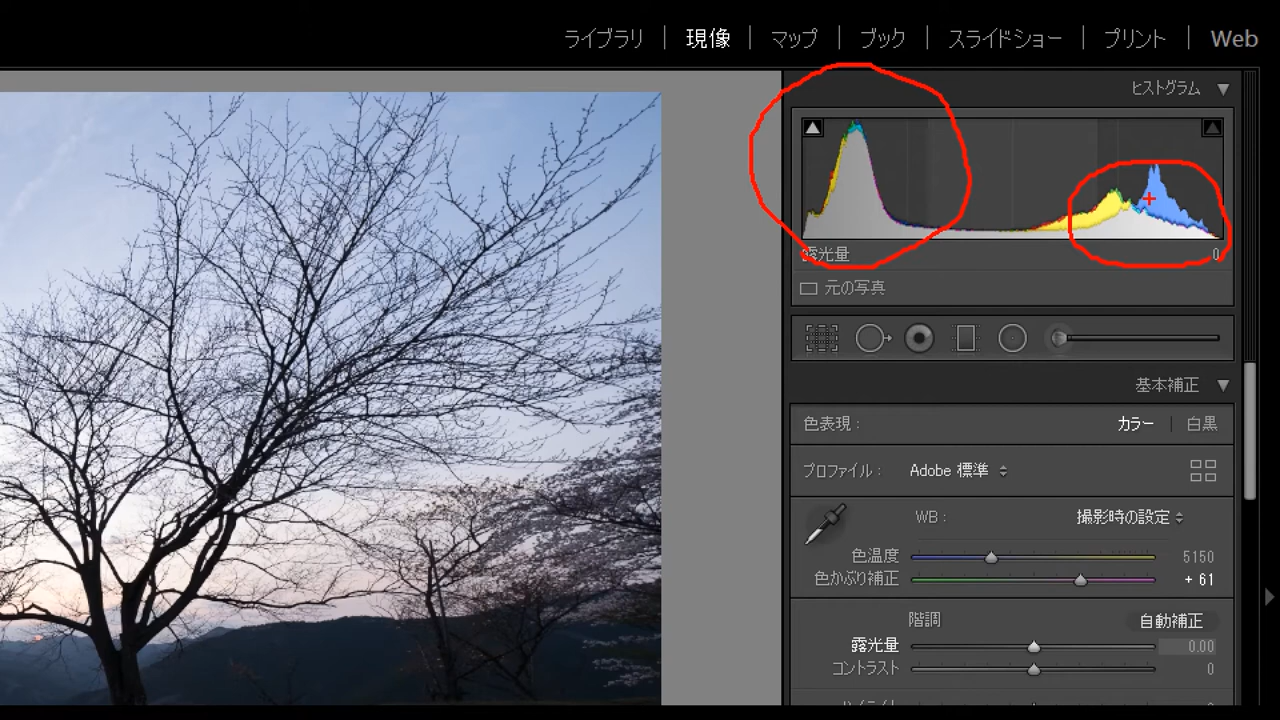 ライブラリ | 現像 | マップ | ブック | スライドショー | プリント | Web
ヒストグラム
露光量 0
元の写真
基本補正
色表現 : カラー | 白黒
プロファイル : Adobe 標準
WB : 撮影時の設定
色温度 5150
色かぶり補正 + 61
階調 自動補正
露光量 0.00
コントラスト 0